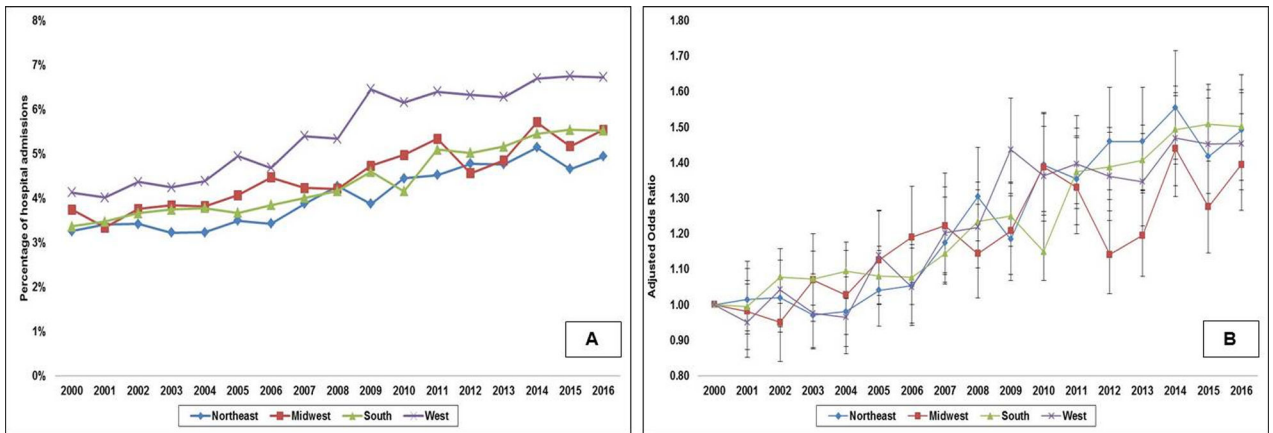 8%
7%
6%
5%
4%
3%
2%
1%
0%
Percentage of hospital admissions
2000 2001 2002 2003 2004 2005 2006 2007 2008 2009 2010 2011 2012 2013 2014 2015 2016
A
Northeast Midwest South West
1.80
1.70
1.60
1.50
1.40
1.30
1.20
1.10
1.00
0.90
0.80
Adjusted Odds Ratio
2000 2001 2002 2003 2004 2005 2006 2007 2008 2009 2010 2011 2012 2013 2014 2015 2016
B
Northeast Midwest South West